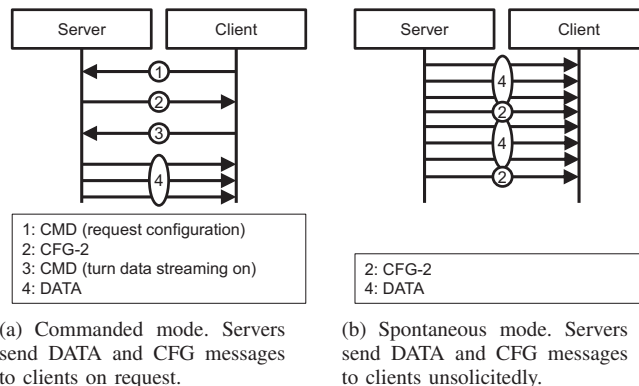 Server
Client
1
2
3
4
1: CMD (request configuration)
2: CFG-2
3: CMD (turn data streaming on)
4: DATA
(a) Commanded mode. Servers
send DATA and CFG messages
to clients on request.
Server
Client
4
2
4
2
2: CFG-2
4: DATA
(b) Spontaneous mode. Servers
send DATA and CFG messages
to clients unsolicitedly.